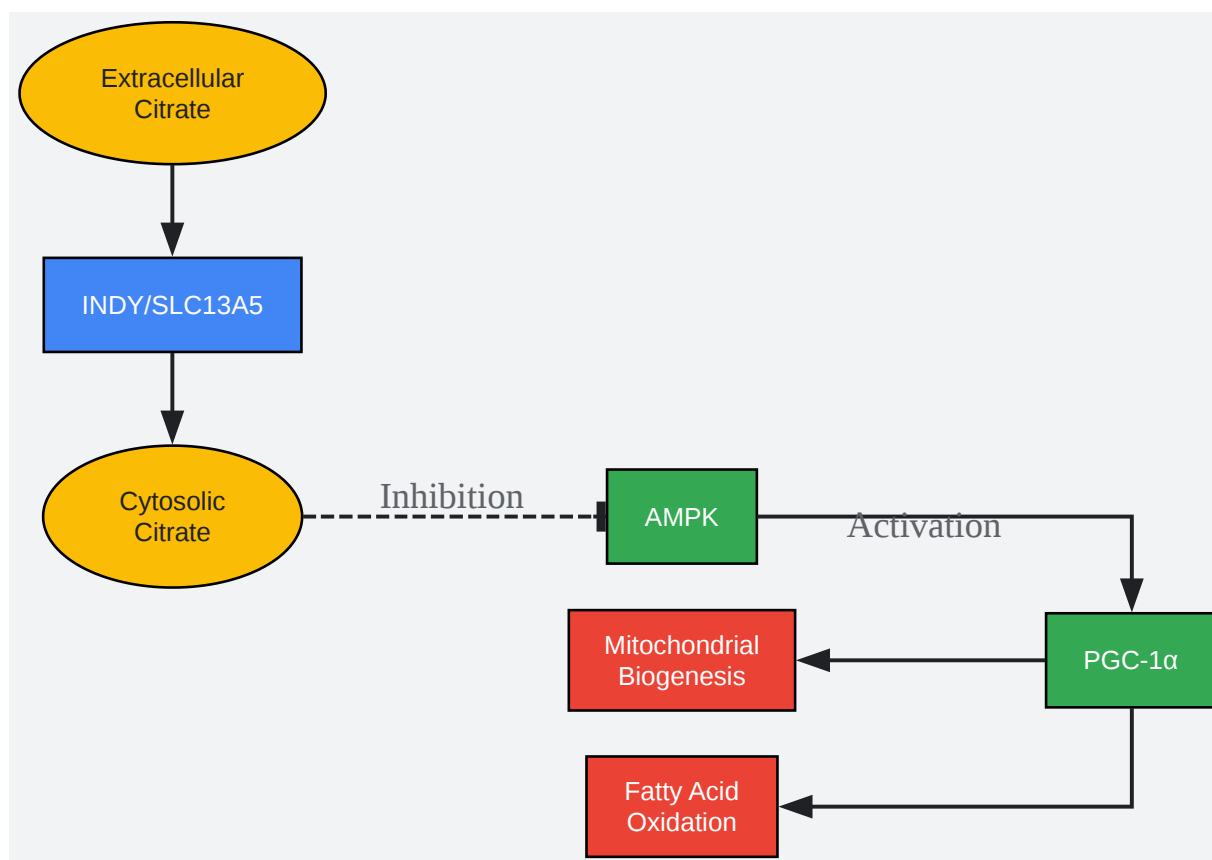 Extracellular
Citrate
INDY/SLC13A5
Cytosolic
Citrate
Inhibition
AMPK
Activation
Mitochondrial
Biogenesis
PGC-1α
Fatty Acid
Oxidation